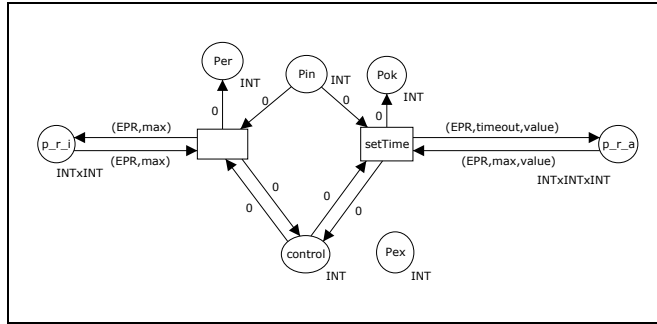 Per
INT
Pin
INT
Pok
INT
0
0
0
0
(EPR,max)
(EPR,timeout,value)
p_r_i
setTime
p_r_a
(EPR,max)
(EPR,max,value)
INTxINT
INTxINTxINT
0
0
0
0
control
INT
Pex
INT